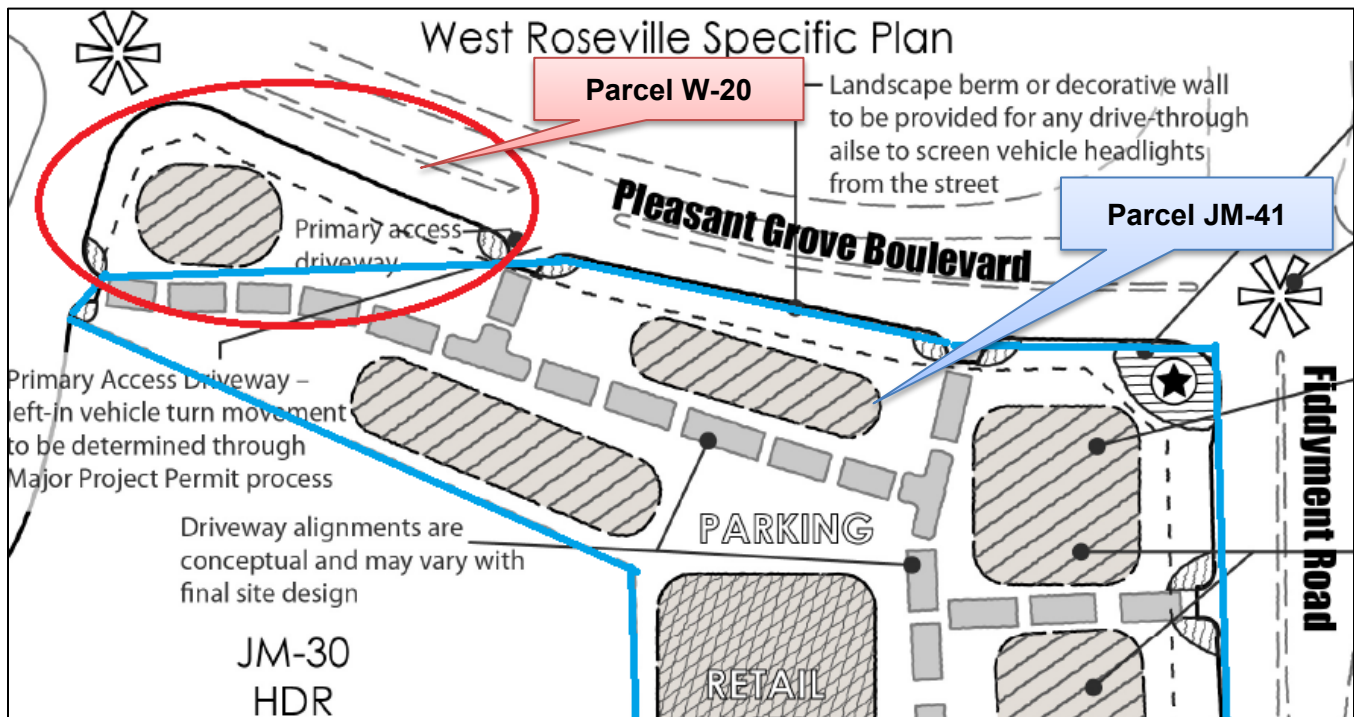 West Roseville Specific Plan
Parcel W-20
Landscape berm or decorative wall
to be provided for any drive-through
ailse to screen vehicle headlights
from the street
Parcel JM-41
Pleasant Grove Boulevard
Primary access
driveway
Primary Access Driveway –
left-in vehicle turn movement
to be determined through
Major Project Permit process
Fiddyment Road
Driveway alignments are
conceptual and may vary with
final site design
PARKING
JM-30
HDR
RETAIL